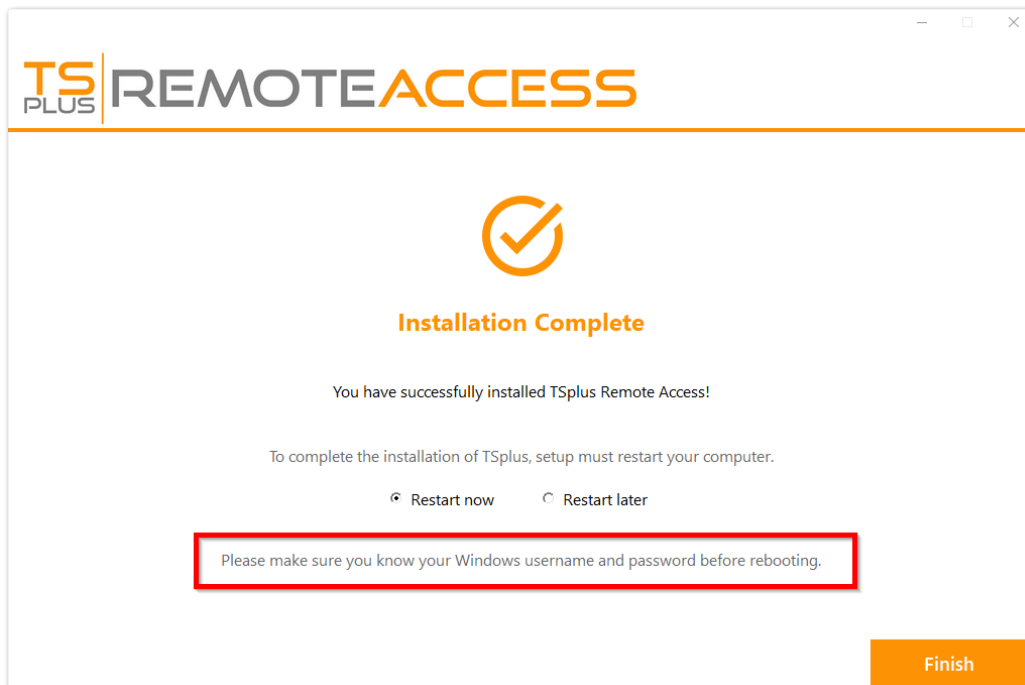 TS PLUS REMOTEACCESS
Installation Complete
You have successfully installed TSplus Remote Access!
To complete the installation of TSplus, setup must restart your computer.
Restart now Restart later
Please make sure you know your Windows username and password before rebooting.
Finish